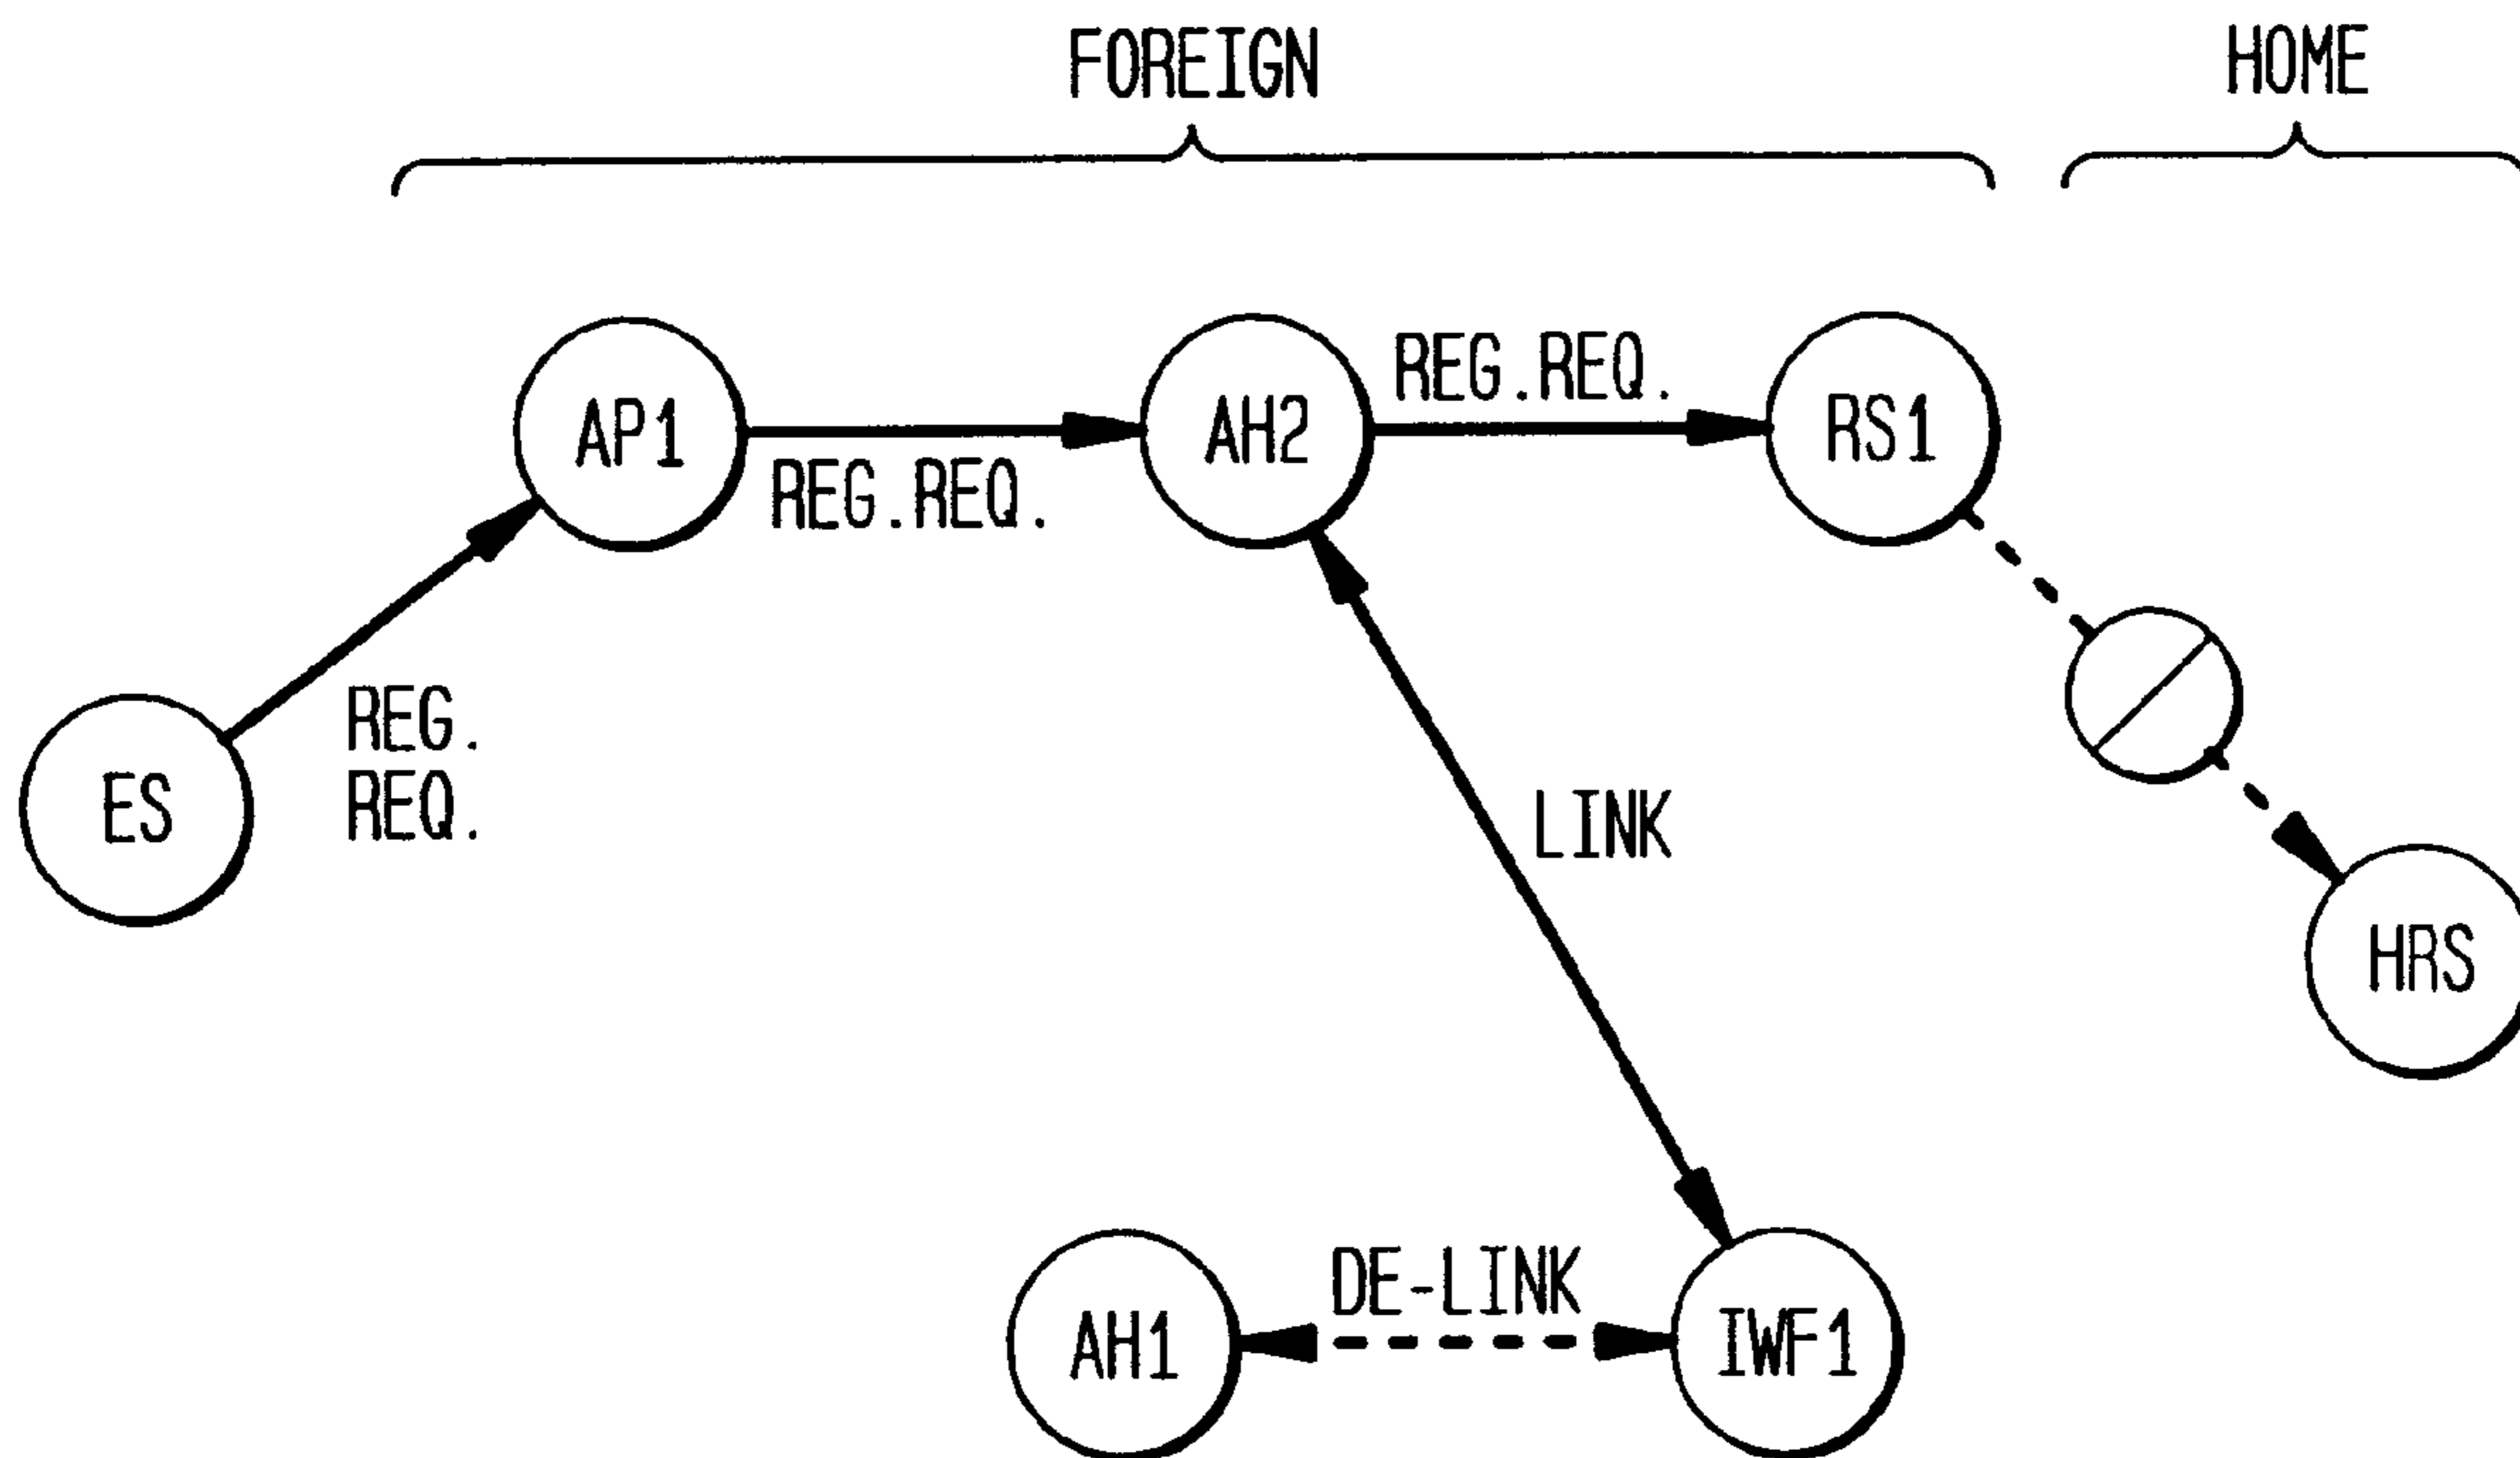 FOREIGN
HOME
AP1
AH2
REG.REQ.
RS1
REG.REQ.
REG.
REQ.
ES
LINK
HRS
DE-LINK
AH1
IWF1